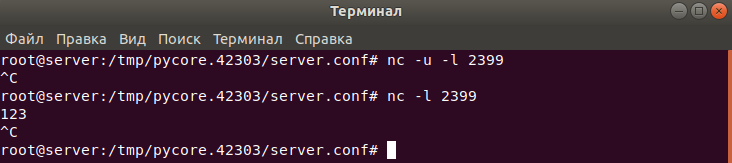 Терминал
Файл Правка Вид Поиск Терминал Справка
root@server:/tmp/pycore.42303/server.conf# nc -u -l 2399
^C
root@server:/tmp/pycore.42303/server.conf# nc -l 2399
123
^C
root@server:/tmp/pycore.42303/server.conf#